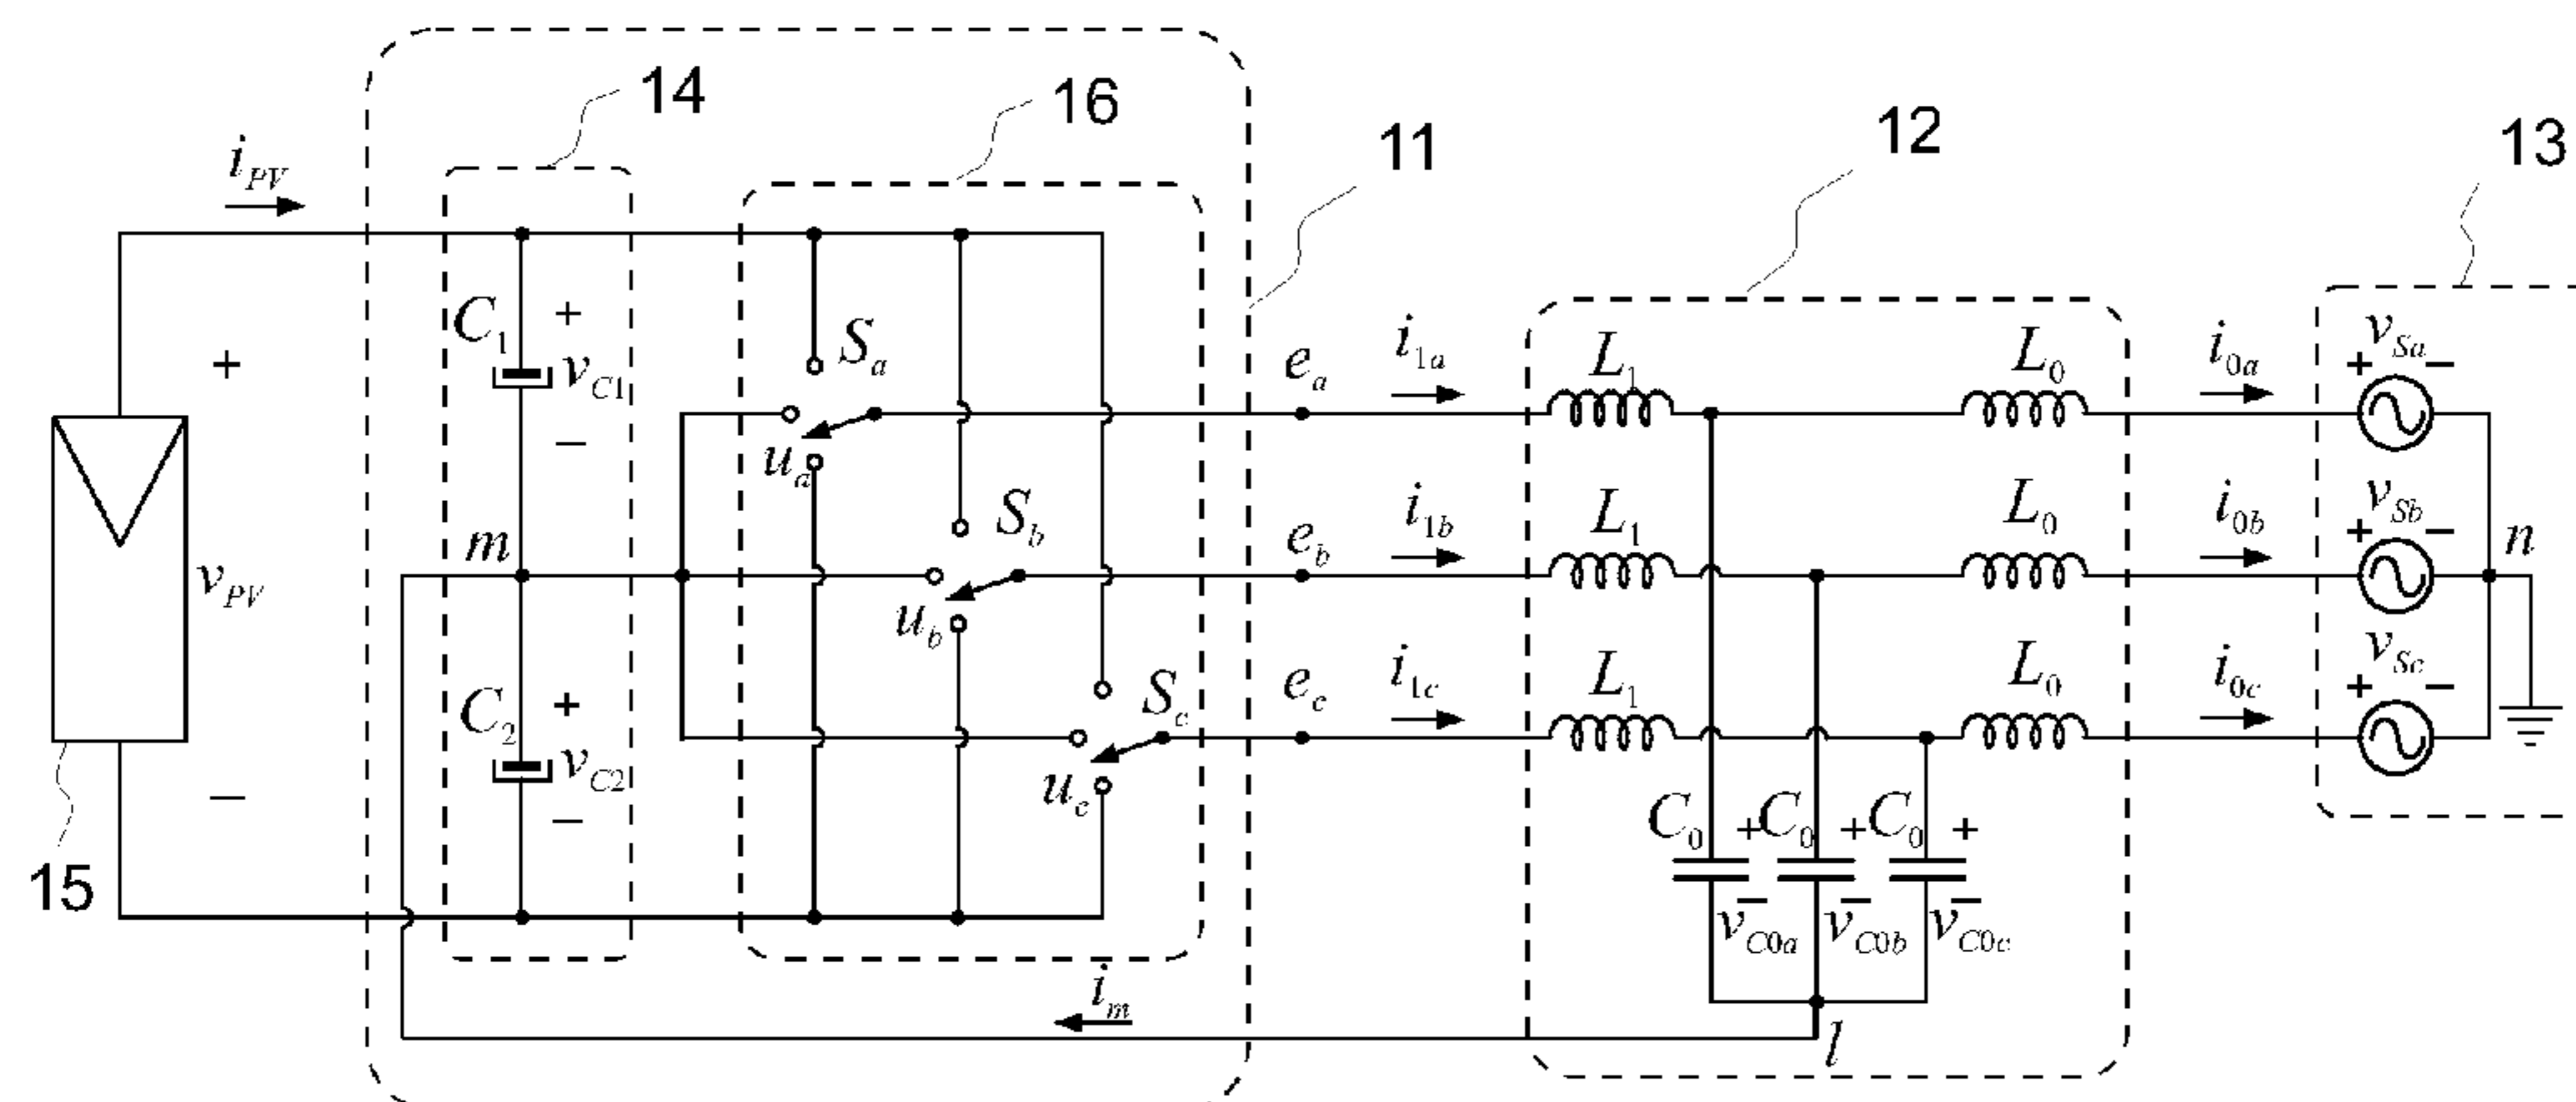 14
16
11
12
13
i_PV
C_1
+
v_C1
−
S_a
u_a
e_a
i_1a
L_1
L_0
i_0a
v_Sa
+ −
+
v_PV
−
m
S_b
u_b
e_b
i_1b
L_1
L_0
i_0b
v_Sb
+ −
n
C_2
+
v_C2
−
S_c
u_c
e_c
i_1c
L_1
L_0
i_0c
v_Sc
+ −
15
C_0 + C_0 + C_0 +
− − −
v_C0a v_C0b v_C0c
i_m
l